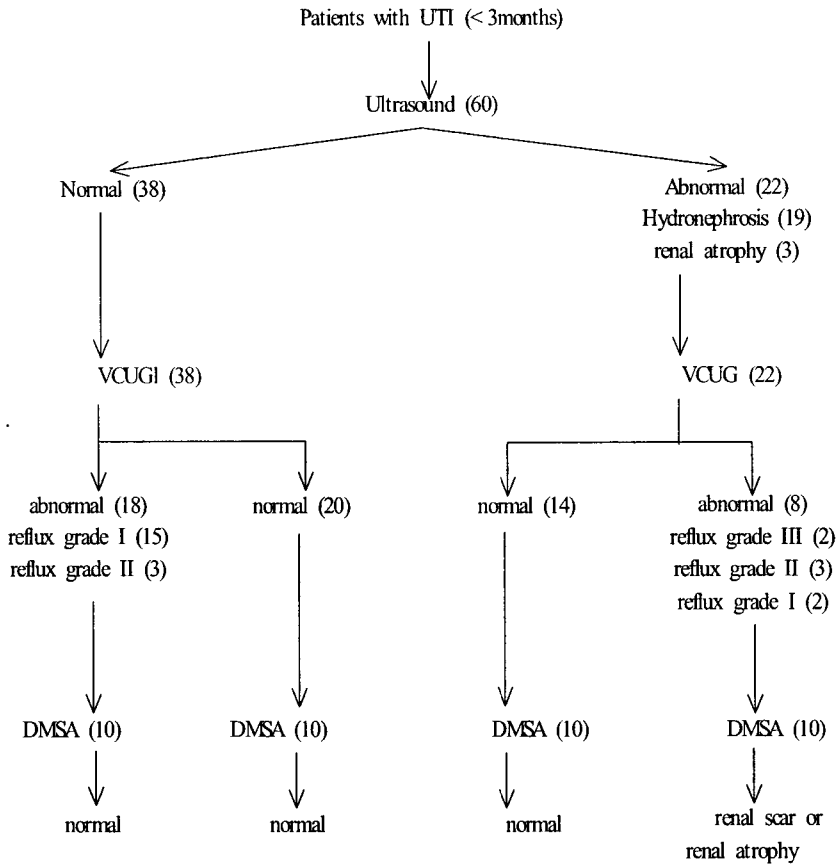 Patients with UTI (< 3months)
Ultrasound (60)
Normal (38)
Abnormal (22)
Hydronephrosis (19)
renal atrophy (3)
VCUGI (38)
VCUG (22)
abnormal (18)
reflux grade I (15)
reflux grade II (3)
normal (20)
normal (14)
abnormal (8)
reflux grade III (2)
reflux grade II (3)
reflux grade I (2)
DMSA (10)
DMSA (10)
DMSA (10)
DMSA (10)
normal
normal
normal
renal scar or
renal atrophy